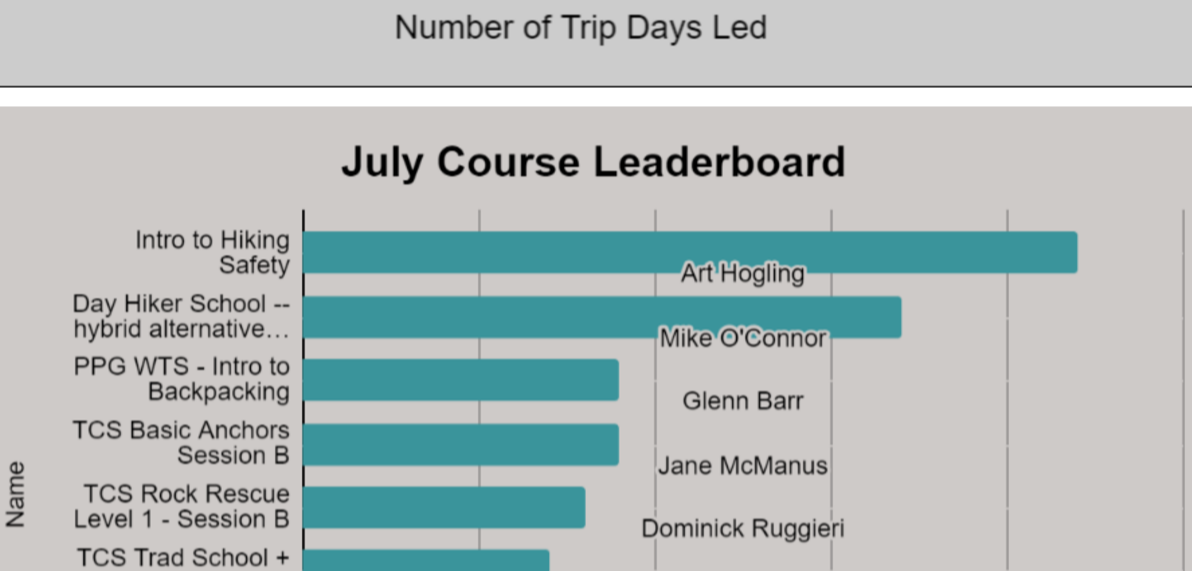 Number of Trip Days Led
July Course Leaderboard
Intro to Hiking
Safety
Art Hogling
Day Hiker School --
hybrid alternative…
Mike O'Connor
PPG WTS - Intro to
Backpacking
Glenn Barr
TCS Basic Anchors
Session B
Jane McManus
Name
TCS Rock Rescue
Level 1 - Session B
Dominick Ruggieri
TCS Trad School +